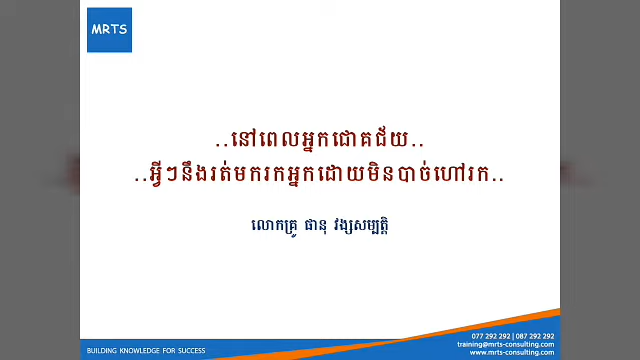 MRTS
..នៅពេលអ្នកជោគជ័យ..
..អ្វីៗនឹងរត់មករកអ្នកដោយមិនបាច់ហៅរក..
លោកគ្រូ ផានុ វង្សសម្បត្តិ
077 292 292 | 087 292 292
training@mrts-consulting.com
BUILDING KNOWLEDGE FOR SUCCESS
www.mrts-consulting.com